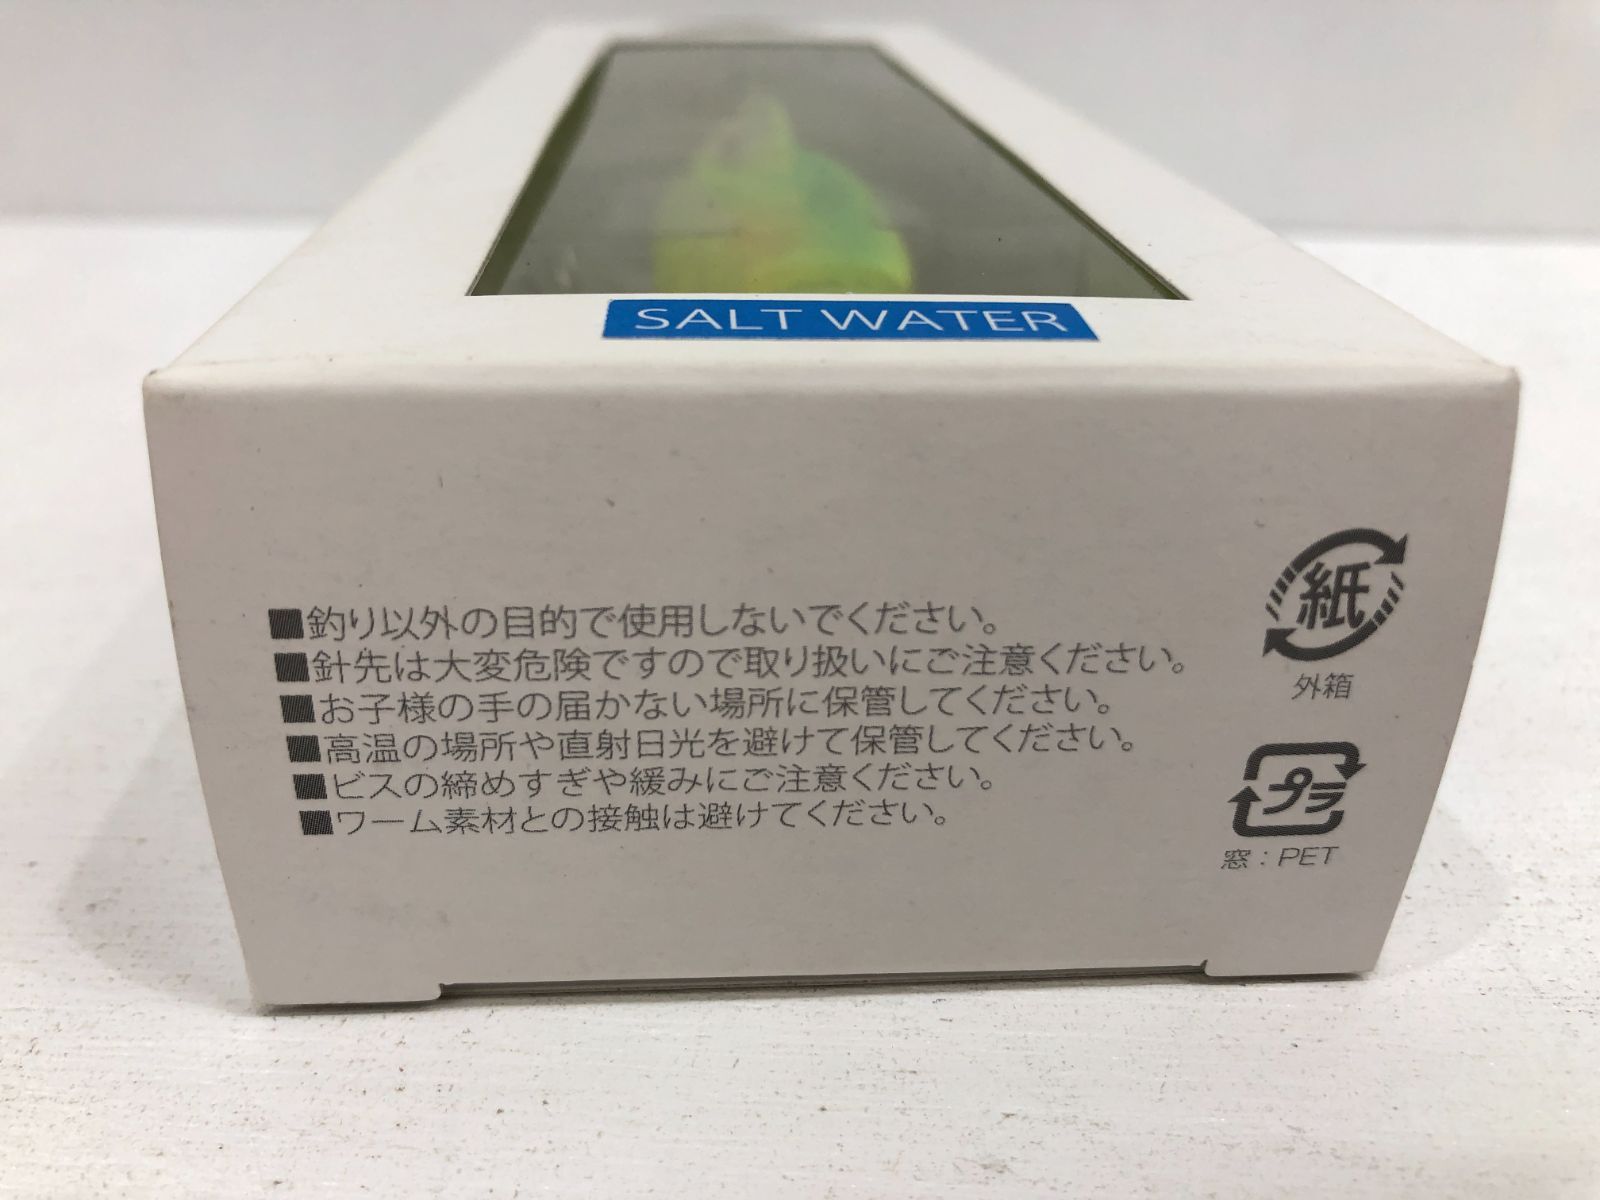 SALT WATER
■釣り以外の目的で使用しないでください。
■針先は大変危険ですので取り扱いにご注意ください。
■お子様の手の届かない場所に保管してください。
■高温の場所や直射日光を避けて保管してください。
■ビスの締めすぎや緩みにご注意ください。
■ワーム素材との接触は避けてください。
紙
外箱
プラ
窓：PET